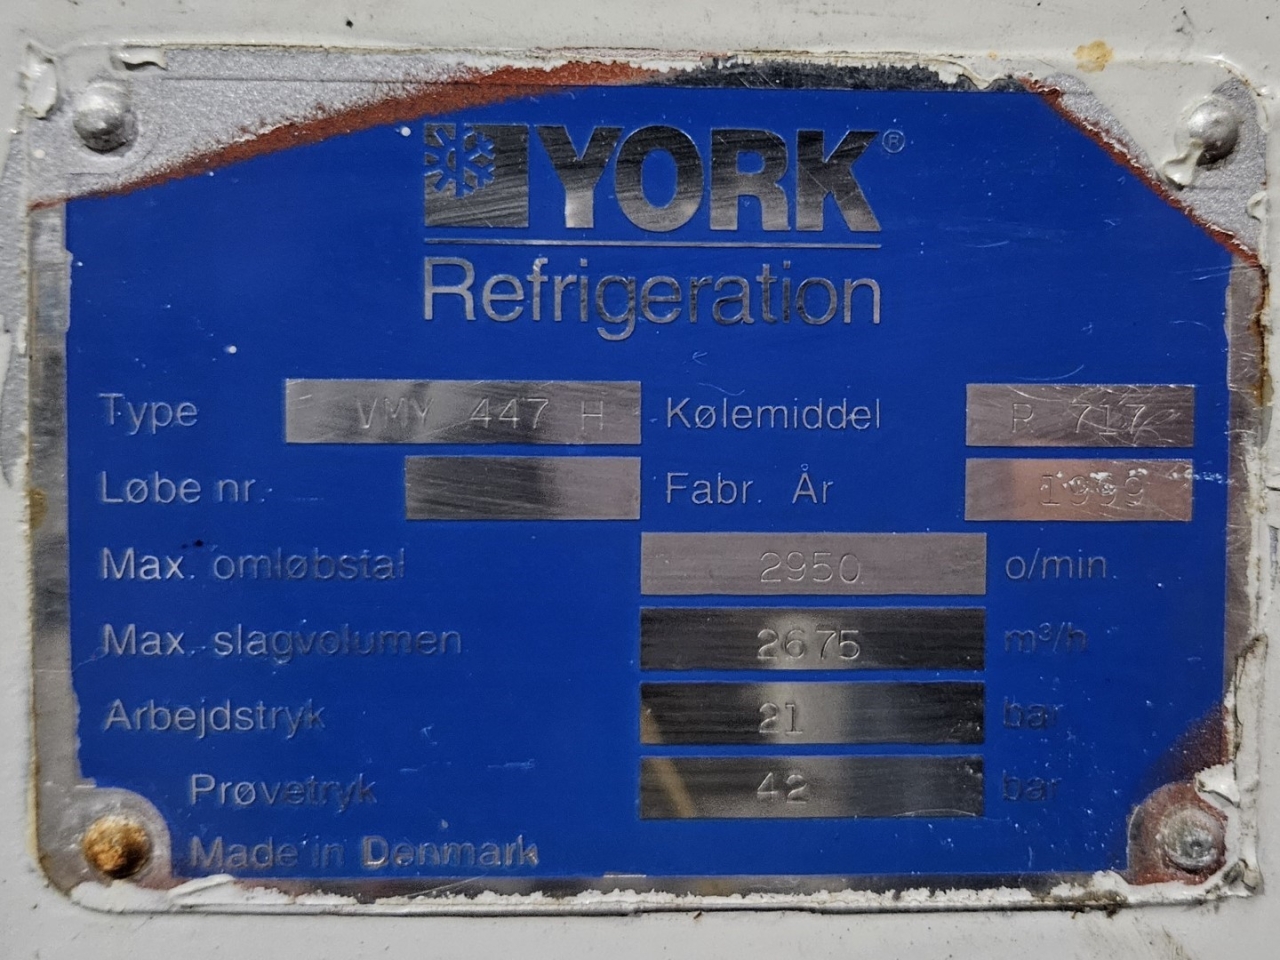 YORK®
Refrigeration
Type VMY 447 H Kølemiddel R 717
Løbe nr. Fabr. År 1999
Max. omløbstal 2950 o/min
Max. slagvolumen 2675 m³/h
Arbejdstryk 21 bar
Prøvetryk 42 bar
Made in Denmark